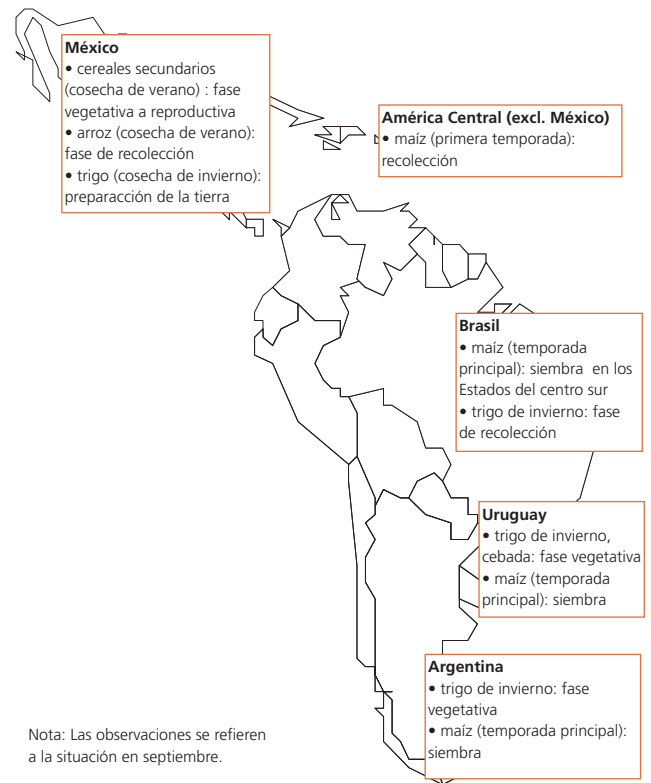 México
• cereales secundarios
(cosecha de verano) : fase
vegetativa a reproductiva
• arroz (cosecha de verano):
fase de recolección
• trigo (cosecha de invierno):
preparacción de la tierra
América Central (excl. México)
• maíz (primera temporada):
recolección
Brasil
• maíz (temporada
principal): siembra en los
Estados del centro sur
• trigo de invierno: fase
de recolección
Uruguay
• trigo de invierno,
cebada: fase vegetativa
• maíz (temporada
principal): siembra
Argentina
• trigo de invierno: fase
vegetativa
• maíz (temporada principal):
siembra
Nota: Las observaciones se refieren
a la situación en septiembre.